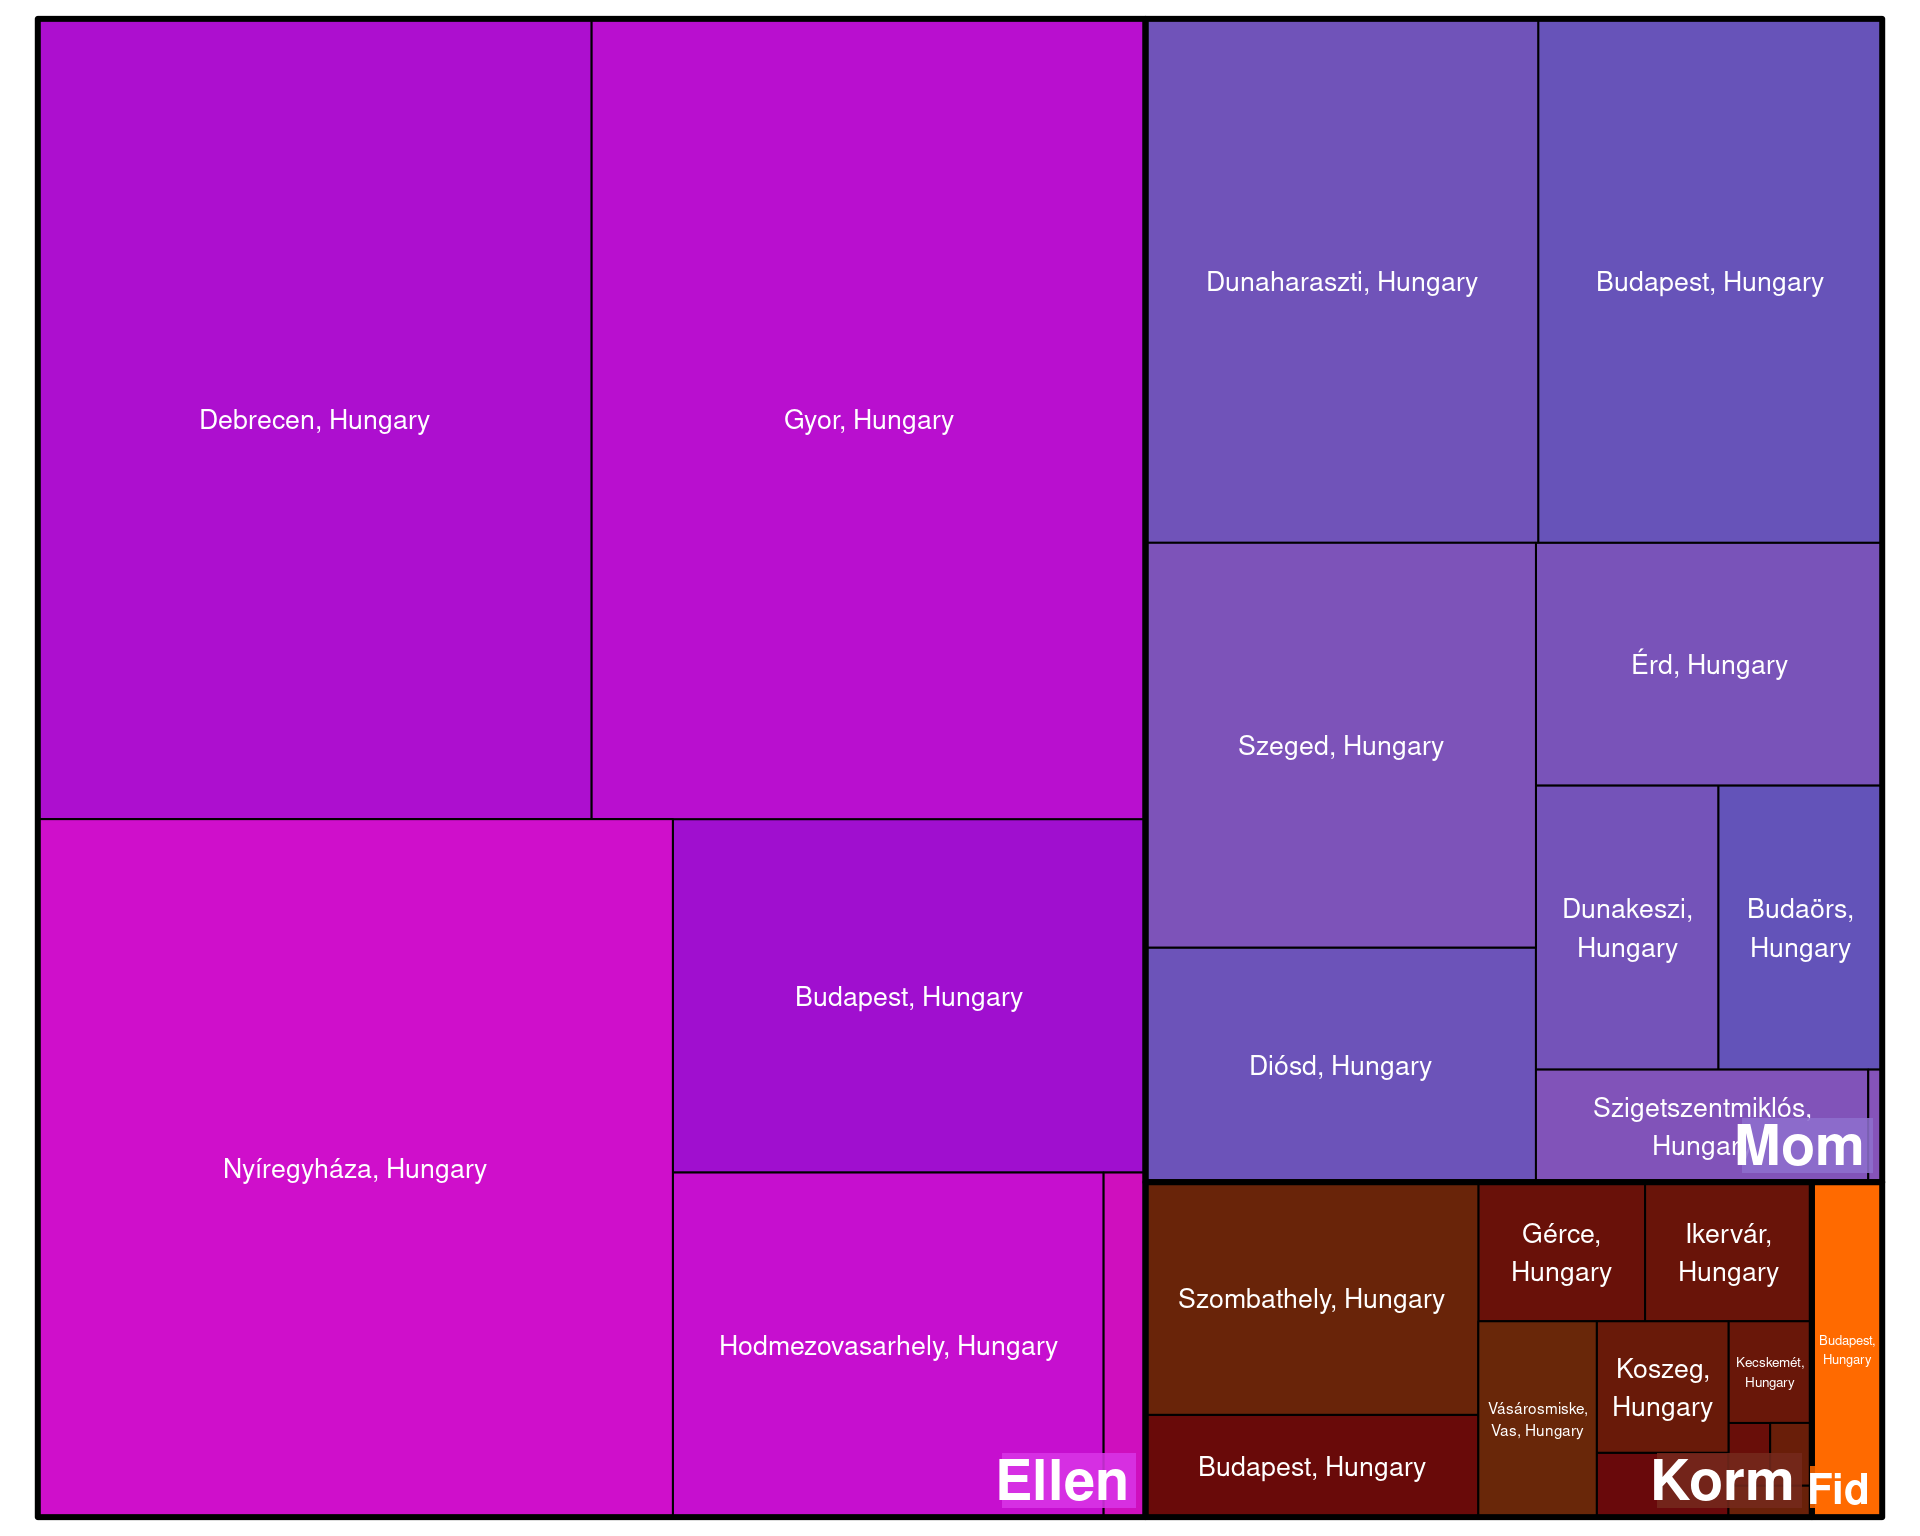 Debrecen, Hungary
Gyor, Hungary
Nyíregyháza, Hungary
Budapest, Hungary
Hodmezovasarhely, Hungary
Ellen
Dunaharaszti, Hungary
Budapest, Hungary
Szeged, Hungary
Érd, Hungary
Dunakeszi,
Hungary
Budaörs,
Hungary
Diósd, Hungary
Szigetszentmiklós,
Mom
Szombathely, Hungary
Gérce,
Hungary
Ikervár,
Hungary
Budapest, Hungary
Vásárosmiske,
Vas, Hungary
Koszeg,
Hungary
Kecskemét,
Hungary
Korm
Budapest,
Hungary
Fid